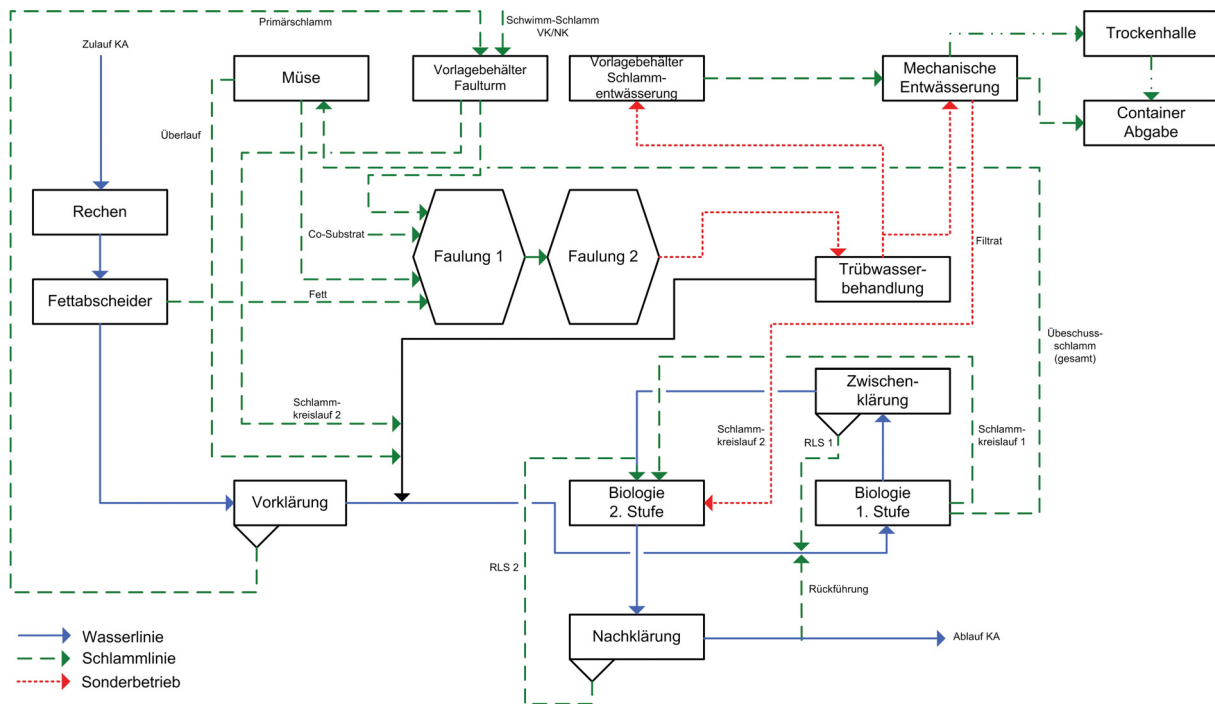 Primärschlamm
Schwimm-Schlamm
VK/NK
Zulauf KA
Müse
Vorlagebehälter
Faulturm
Vorlagebehälter
Schlamm-
entwässerung
Mechanische
Entwässerung
Trockenhalle
Container
Abgabe
Überlauf
Rechen
Co-Substrat
Faulung 1
Faulung 2
Filtrat
Fettabscheider
Fett
Trübwasser-
behandlung
Übeschuss-
schlamm
(gesamt)
Schlamm-
kreislauf 2
Zwischen-
klärung
Schlamm-
kreislauf 2
RLS 1
Schlamm-
kreislauf 1
Vorklärung
Biologie
2. Stufe
Biologie
1. Stufe
RLS 2
Rückführung
Nachklärung
Ablauf KA
Wasserlinie
Schlammlinie
Sonderbetrieb